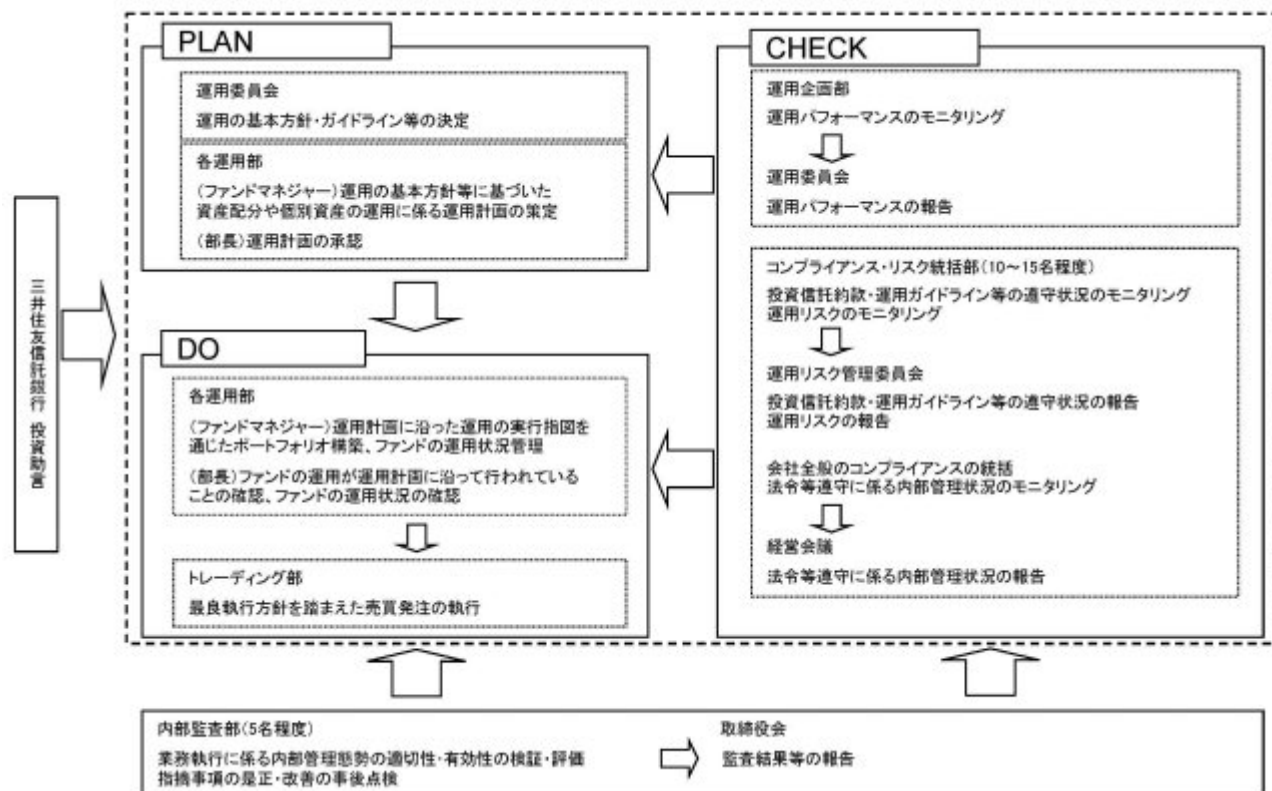 三井住友信託銀行 投資助言
PLAN
運用委員会
運用の基本方針・ガイドライン等の決定
各運用部
(ファンドマネジャー)運用の基本方針等に基づいた
資産配分や個別資産の運用に係る運用計画の策定
(部長)運用計画の承認
DO
各運用部
(ファンドマネジャー)運用計画に沿った運用の実行指図を
通じたポートフォリオ構築、ファンドの運用状況管理
(部長)ファンドの運用が運用計画に沿って行われている
ことの確認、ファンドの運用状況の確認
トレーディング部
最良執行方針を踏まえた売買発注の執行
CHECK
運用企画部
運用パフォーマンスのモニタリング
運用委員会
運用パフォーマンスの報告
コンプライアンス・リスク統括部(10～15名程度)
投資信託約款・運用ガイドライン等の遵守状況のモニタリング
運用リスクのモニタリング
運用リスク管理委員会
投資信託約款・運用ガイドライン等の遵守状況の報告
運用リスクの報告
会社全般のコンプライアンスの統括
法令等遵守に係る内部管理状況のモニタリング
経営会議
法令等遵守に係る内部管理状況の報告
内部監査部(5名程度)
業務執行に係る内部管理態勢の適切性・有効性の検証・評価
指摘事項の是正・改善の事後点検
取締役会
監査結果等の報告